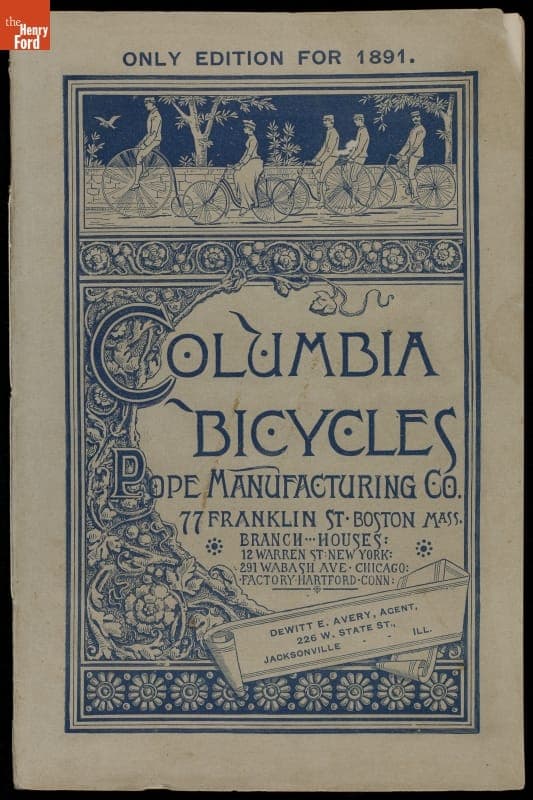 the
Henry
Ford
ONLY EDITION FOR 1891.
COLUMBIA
BICYCLES
POPE MANUFACTURING CO.
77 FRANKLIN ST · BOSTON MASS.
BRANCH ··· HOUSES:
12 WARREN ST · NEW YORK:
291 WABASH AVE · CHICAGO:
· FACTORY · HARTFORD · CONN:
DEWITT E. AVERY, AGENT,
226 W. STATE ST.,
JACKSONVILLE - - ILL.